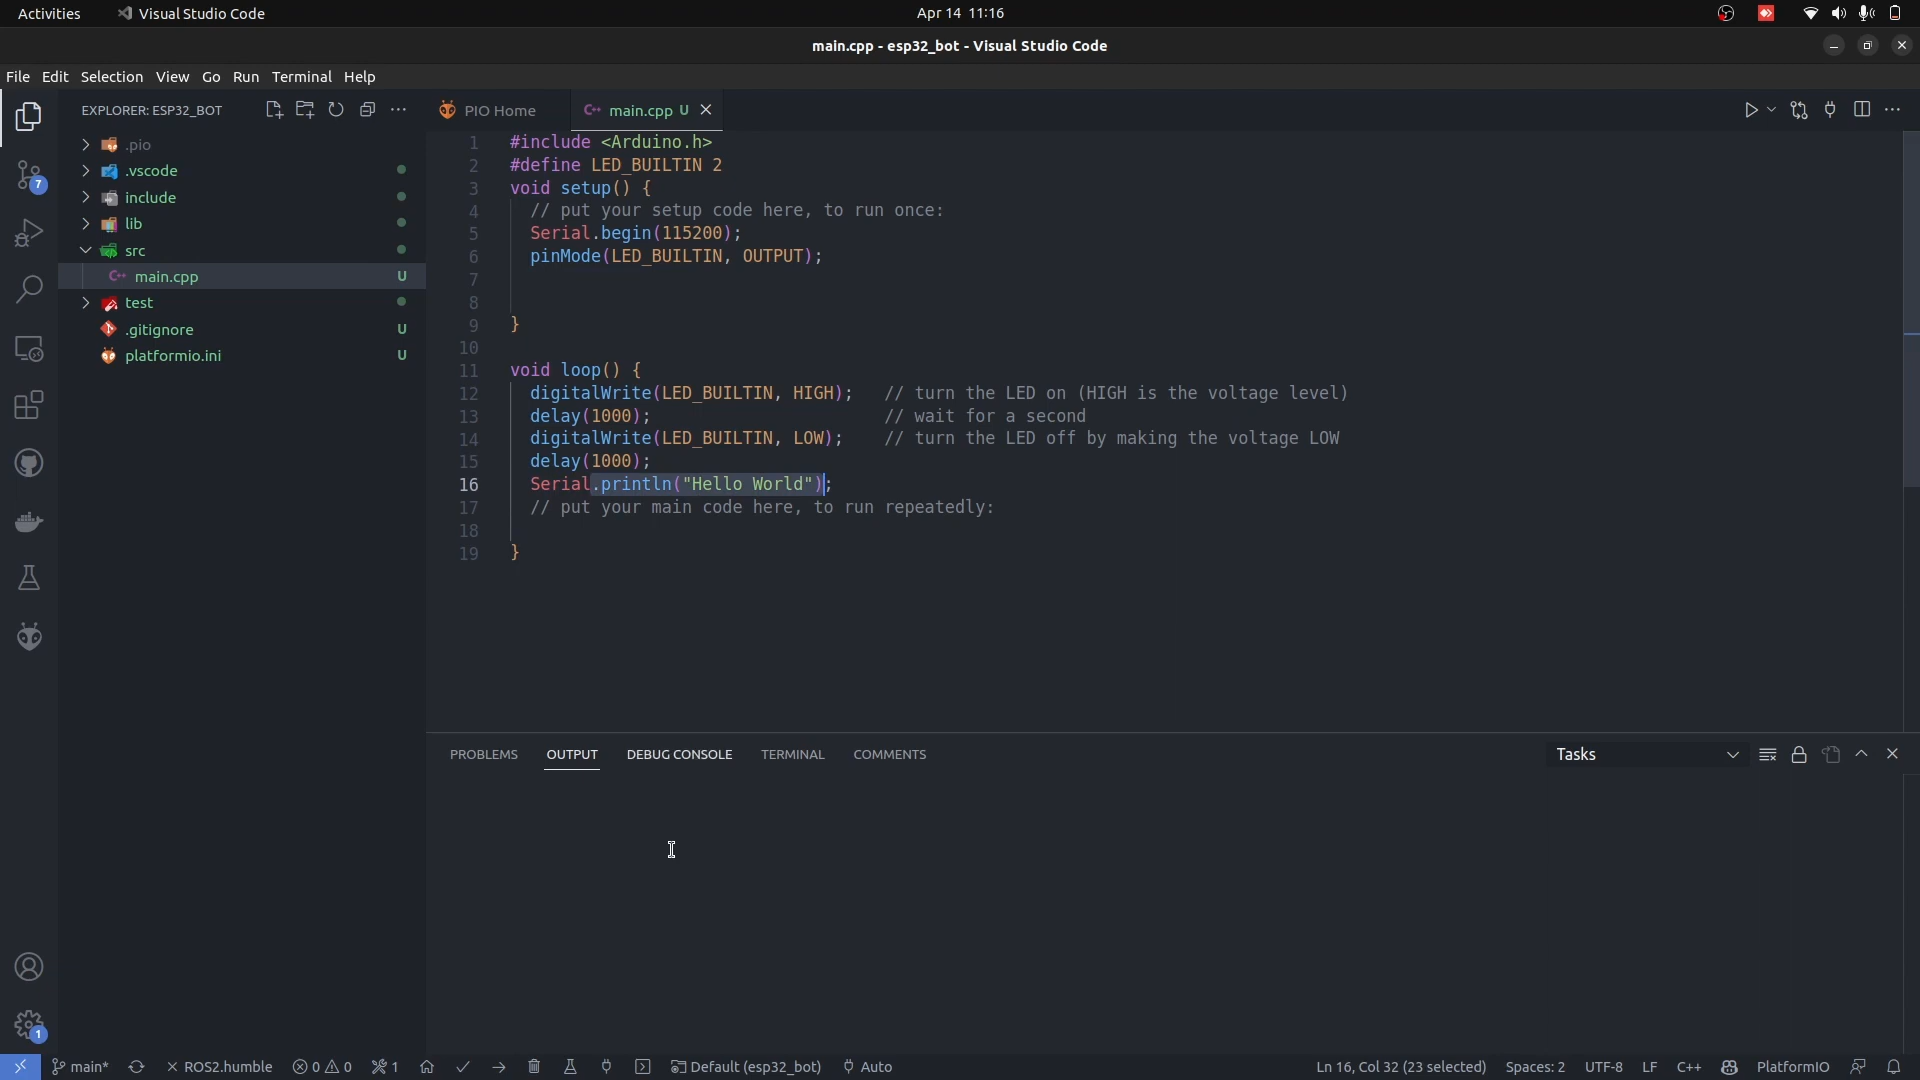 Activities Visual Studio Code Apr 14 11:16
main.cpp - esp32_bot - Visual Studio Code
File Edit Selection View Go Run Terminal Help
EXPLORER: ESP32_BOT
.pio
.vscode
include
lib
src
main.cpp U
test
.gitignore U
platformio.ini U
7
1
PIO Home main.cpp U
1 #include <Arduino.h>
2 #define LED_BUILTIN 2
3 void setup() {
4 // put your setup code here, to run once:
5 Serial.begin(115200);
6 pinMode(LED_BUILTIN, OUTPUT);
7
8
9 }
10
11 void loop() {
12 digitalWrite(LED_BUILTIN, HIGH); // turn the LED on (HIGH is the voltage level)
13 delay(1000); // wait for a second
14 digitalWrite(LED_BUILTIN, LOW); // turn the LED off by making the voltage LOW
15 delay(1000);
16 Serial.println("Hello World");
17 // put your main code here, to run repeatedly:
18
19 }
PROBLEMS OUTPUT DEBUG CONSOLE TERMINAL COMMENTS Tasks
main* ROS2.humble 0 0 1 Default (esp32_bot) Auto Ln 16, Col 32 (23 selected) Spaces: 2 UTF-8 LF C++ PlatformIO